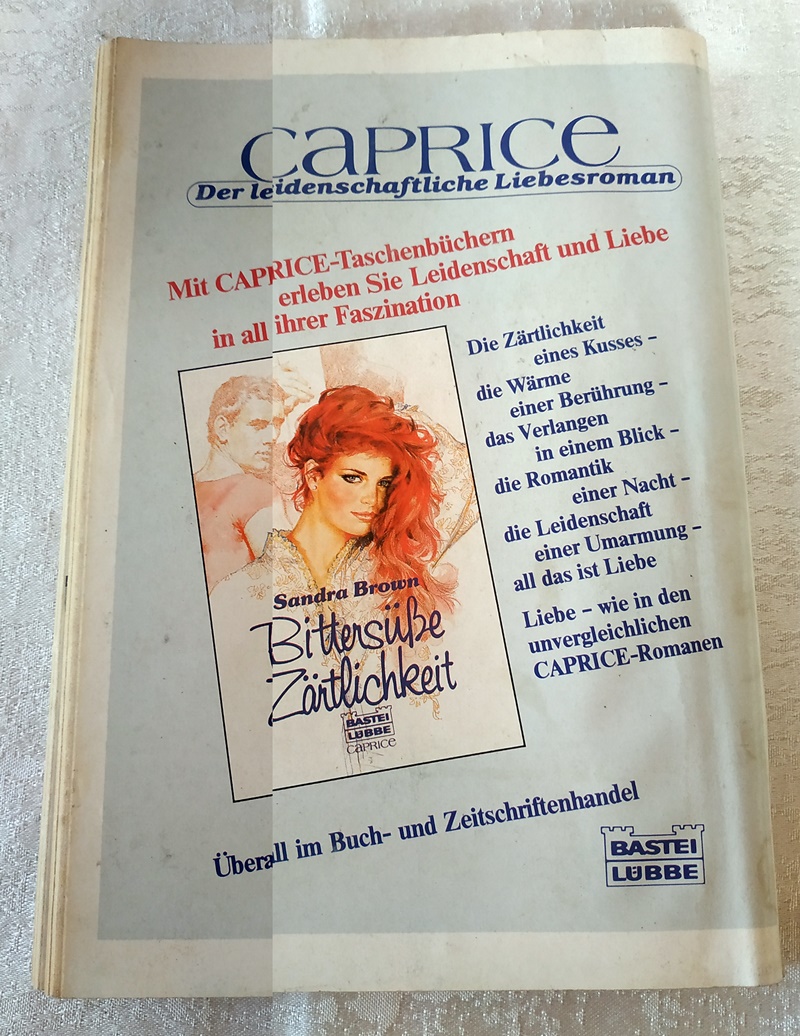 CAPRICE
Der leidenschaftliche Liebesroman
Mit CAPRICE-Taschenbüchern
erleben Sie Leidenschaft und Liebe
in all ihrer Faszination
Die Zärtlichkeit
eines Kusses –
die Wärme
einer Berührung –
das Verlangen
in einem Blick –
die Romantik
einer Nacht –
die Leidenschaft
einer Umarmung –
all das ist Liebe
Liebe – wie in den
unvergleichlichen
CAPRICE-Romanen
Sandra Brown
Bittersüße
Zärtlichkeit
BASTEI
LÜBBE
CAPRICE
Überall im Buch- und Zeitschriftenhandel
BASTEI
LÜBBE